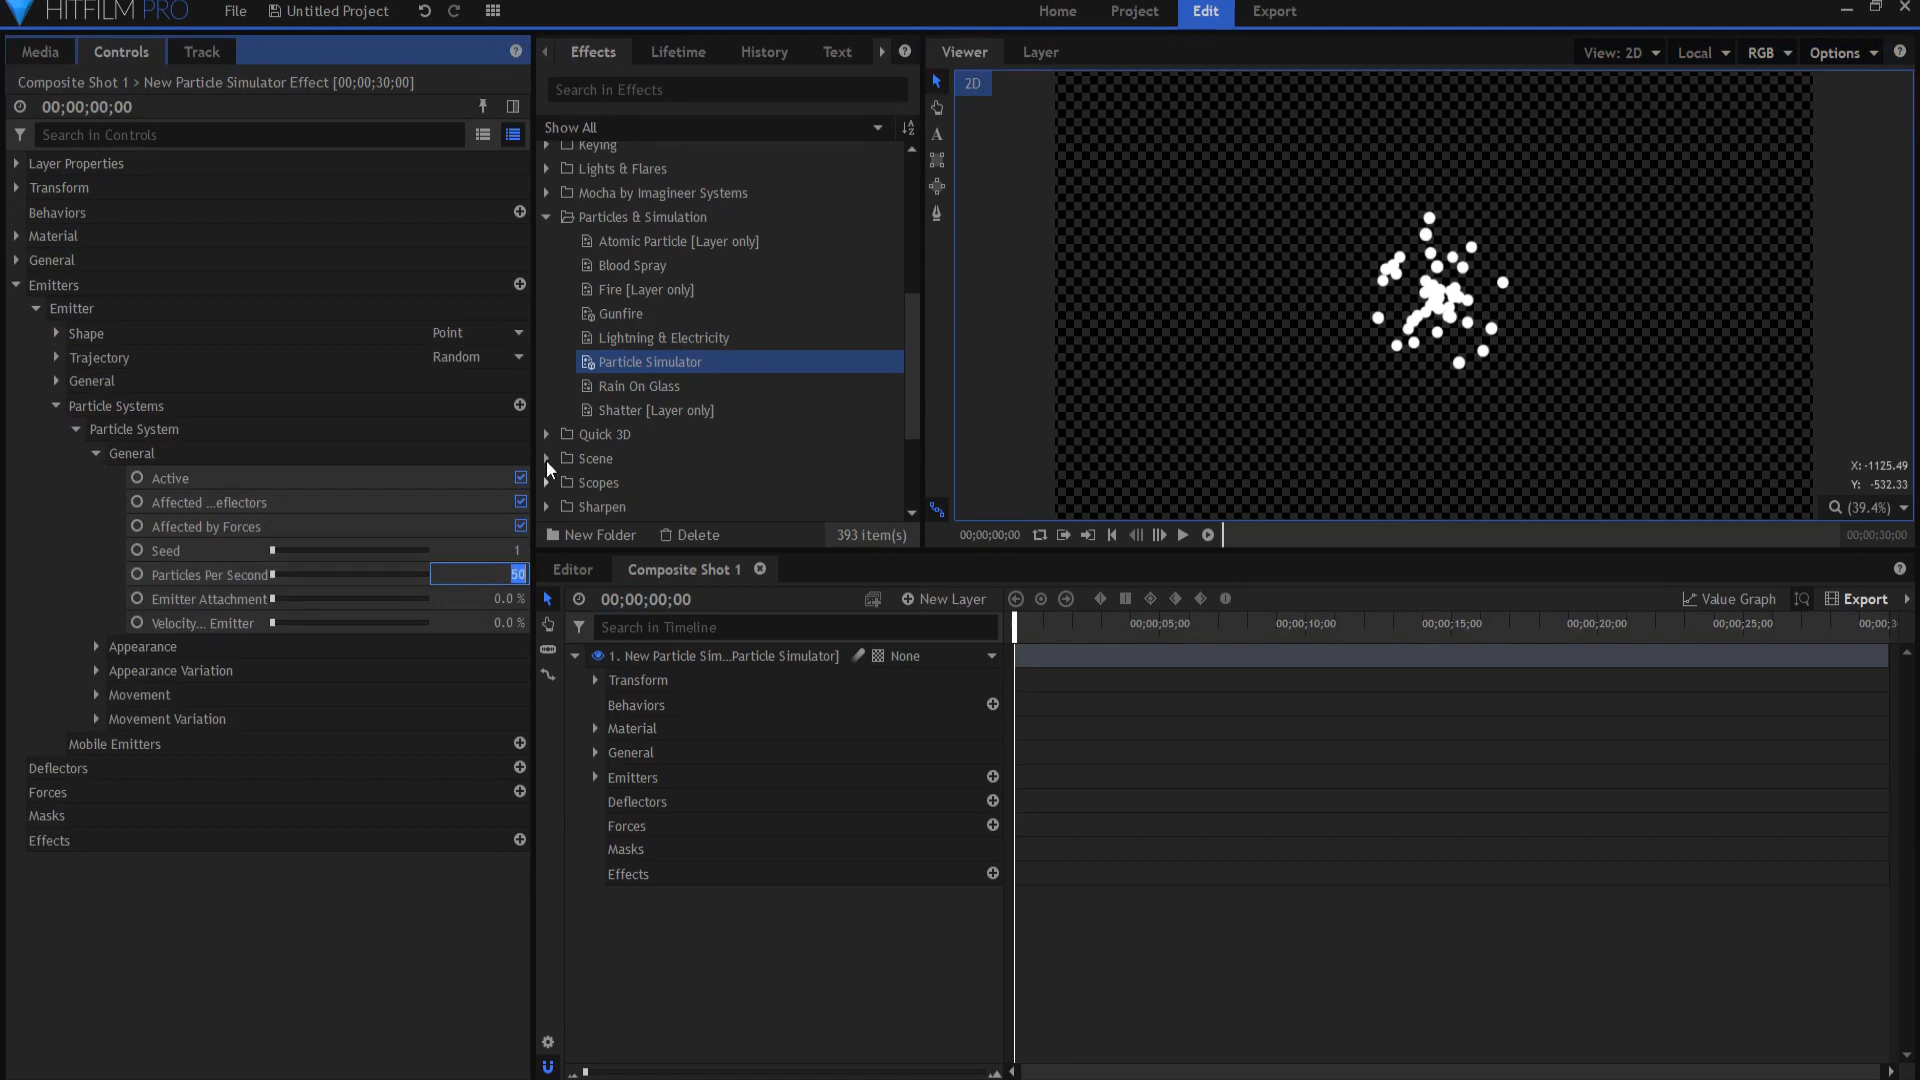 HITFILM PRO File Untitled Project Home Project Edit Export
Media Controls Track
Composite Shot 1 > New Particle Simulator Effect [00;00;30;00]
00;00;00;00
Search in Controls
Layer Properties
Transform
Behaviors
Material
General
Emitters
Emitter
Shape Point
Trajectory Random
General
Particle Systems
Particle System
General
Active
Affected ...eflectors
Affected by Forces
Seed 1
Particles Per Second 50
Emitter Attachment 0.0 %
Velocity... Emitter 0.0 %
Appearance
Appearance Variation
Movement
Movement Variation
Mobile Emitters
Deflectors
Forces
Masks
Effects
Effects Lifetime History Text
Search in Effects
Show All
Keying
Lights & Flares
Mocha by Imagineer Systems
Particles & Simulation
Atomic Particle [Layer only]
Blood Spray
Fire [Layer only]
Gunfire
Lightning & Electricity
Particle Simulator
Rain On Glass
Shatter [Layer only]
Quick 3D
Scene
Scopes
Sharpen
New Folder Delete 393 item(s)
Viewer Layer View: 2D Local RGB Options
2D
X: -1125.49
Y: -532.33
(39.4%)
00;00;00;00 00;00;30;00
Editor Composite Shot 1
00;00;00;00 New Layer Value Graph Export
Search in Timeline 00;00;05;00 00;00;10;00 00;00;15;00 00;00;20;00 00;00;25;00 00;00;3
1. New Particle Sim...Particle Simulator] None
Transform
Behaviors
Material
General
Emitters
Deflectors
Forces
Masks
Effects